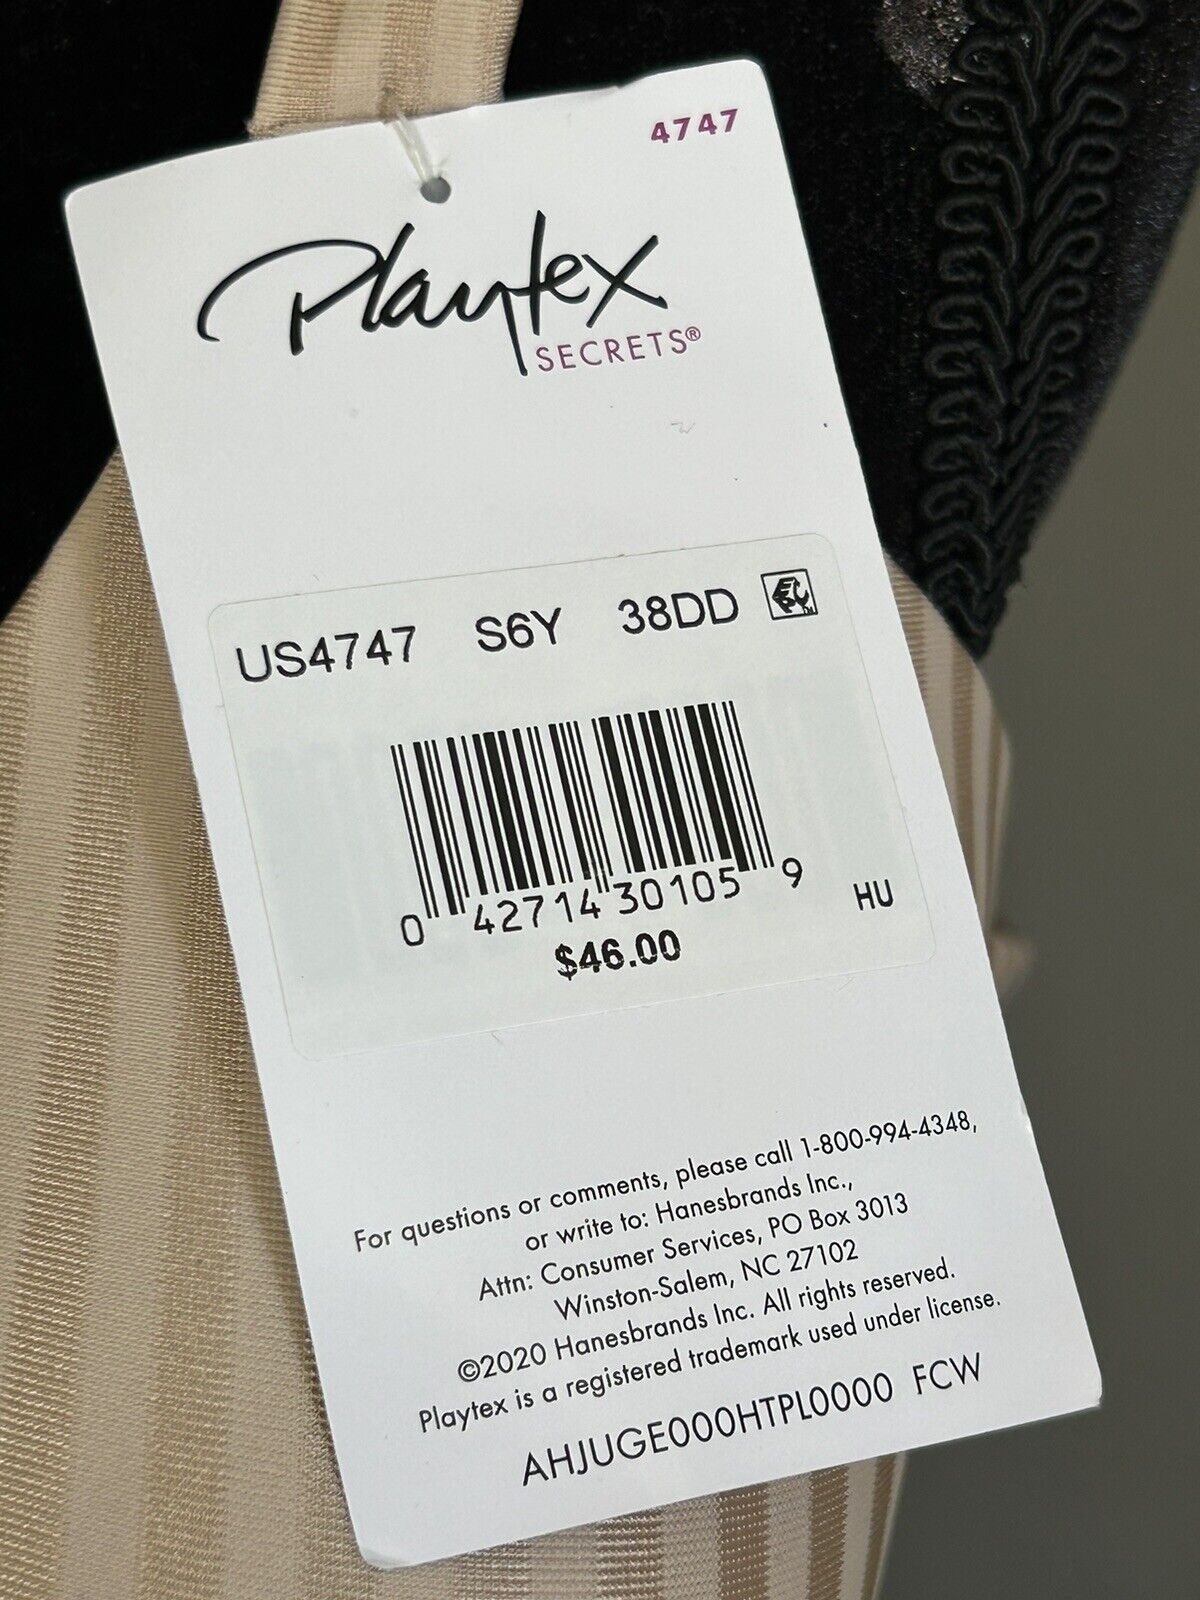 4747
Playtex
SECRETS®
US4747 S6Y 38DD
0 42714 30105 9
HU
$46.00
For questions or comments, please call 1-800-994-4348,
or write to: Hanesbrands Inc.,
Attn: Consumer Services, PO Box 3013
Winston-Salem, NC 27102
©2020 Hanesbrands Inc. All rights reserved.
Playtex is a registered trademark used under license.
AHJUGE000HTPL0000 FCW